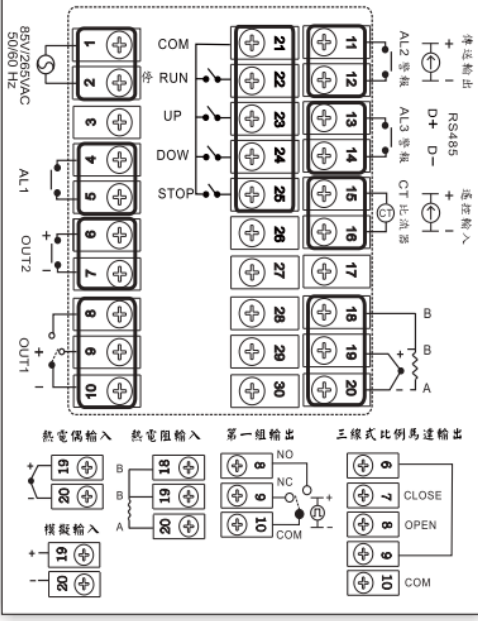 85V/265VAC
50/60 Hz
1
2
3
4
5
AL1
6
7
OUT2
+
−
8
9
10
OUT1
+
−
COM
停 RUN
UP
DOW
STOP
21
22
23
24
25
26
27
28
29
30
11
12
13
14
15
16
17
18
19
20
AL2 警報
AL3 警報
CT 比流器
CT
傳送輸出
+
−
RS485
D+ D−
遙控輸入
+
−
B
B
A
+
−
熱電偶輸入
+
−
19
20
模擬輸入
+
−
19
20
熱電阻輸入
B
B
A
18
19
20
第一組輸出
8
9
10
NO
NC
COM
+
−
三線式比例馬達輸出
6
7 CLOSE
8 OPEN
9
10 COM